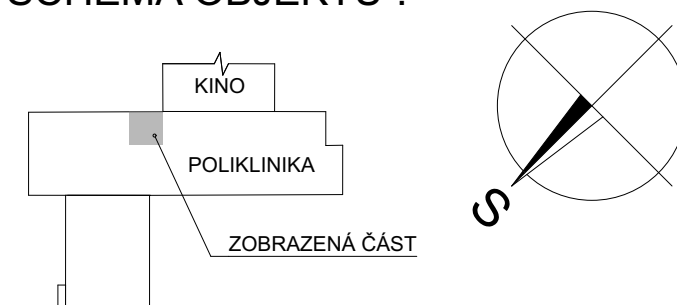 SCHÉMA OBJEKTU :
KINO
POLIKLINIKA
ZOBRAZENÁ ČÁST
S